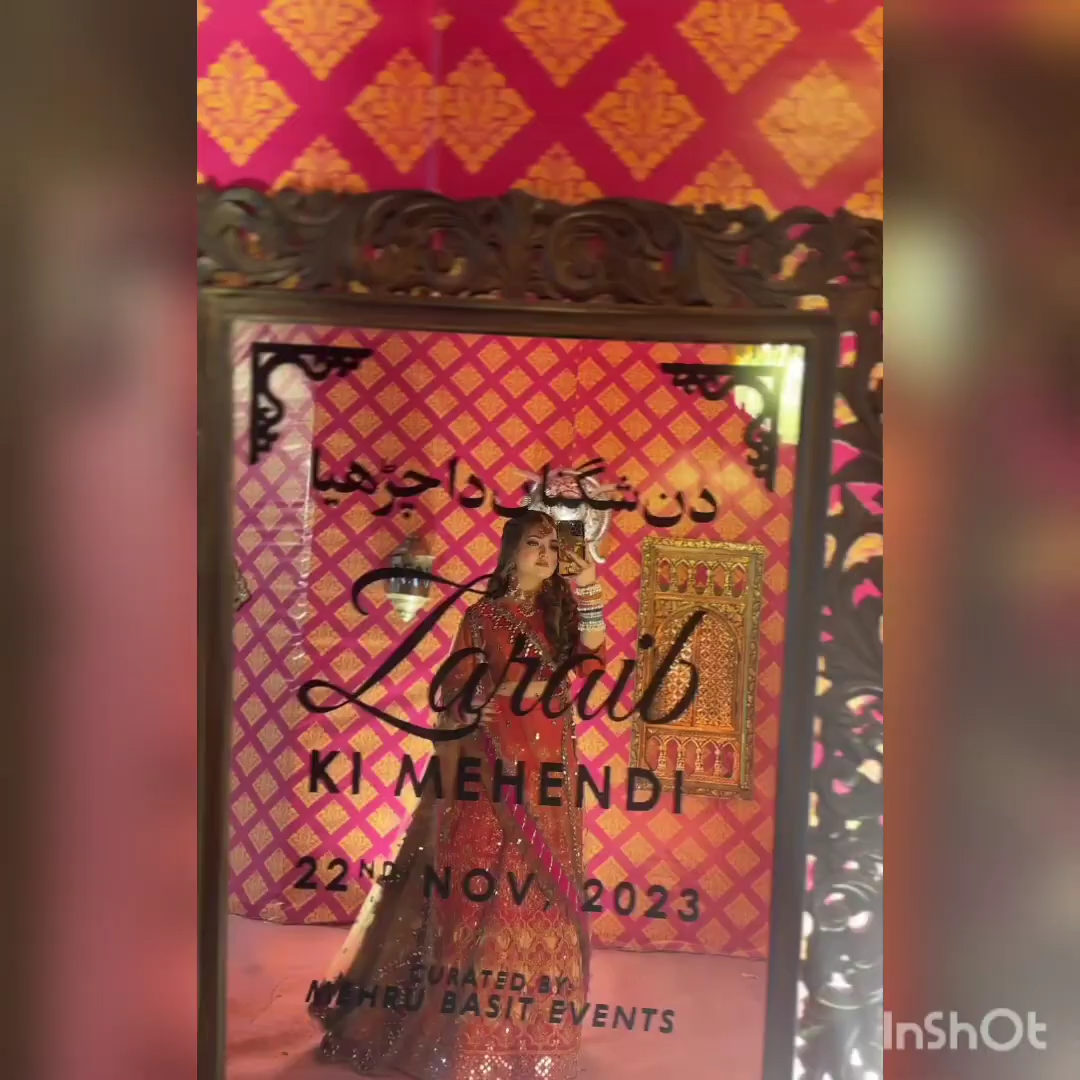 دن شگناں دا چڑھیا
Zaraib
KI MEHENDI
22ND NOV, 2023
CURATED BY:
MEHRU BASIT EVENTS
InShOt